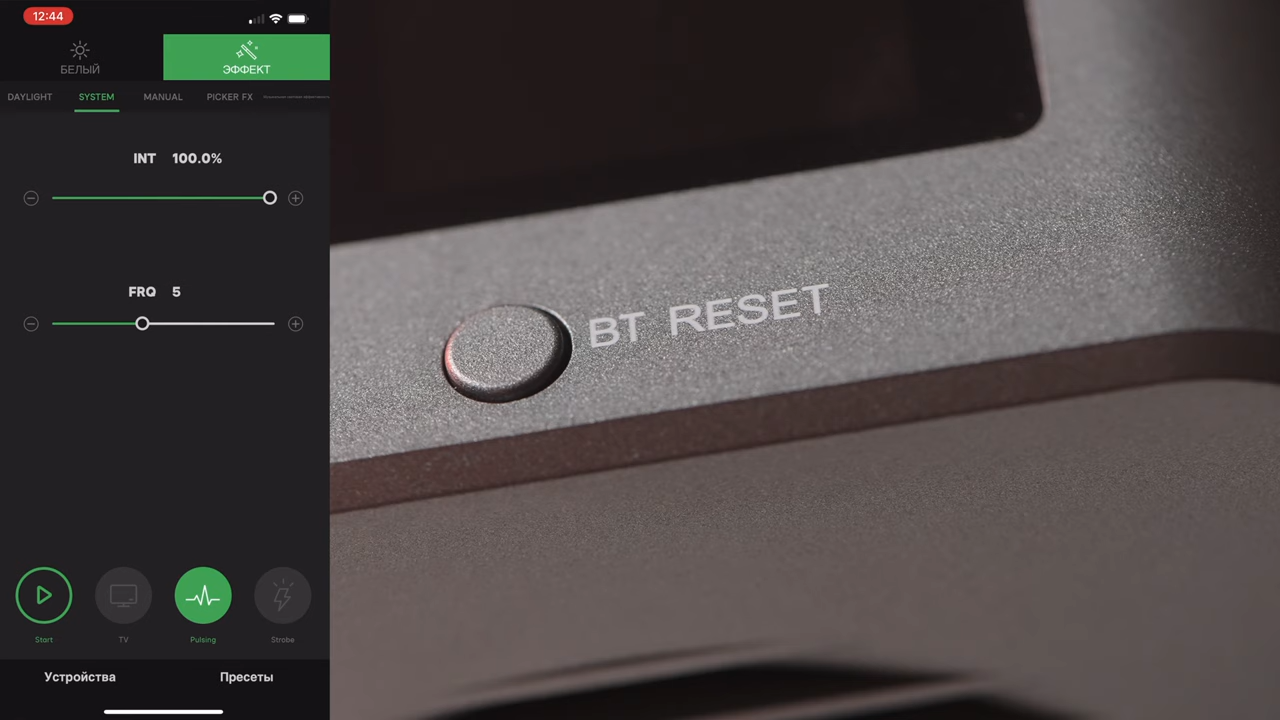 12:44
БЕЛЫЙ
ЭФФЕКТ
DAYLIGHT SYSTEM MANUAL PICKER FX
INT 100.0%
FRQ 5
Start TV Pulsing Strobe
Устройства Пресеты
BT RESET